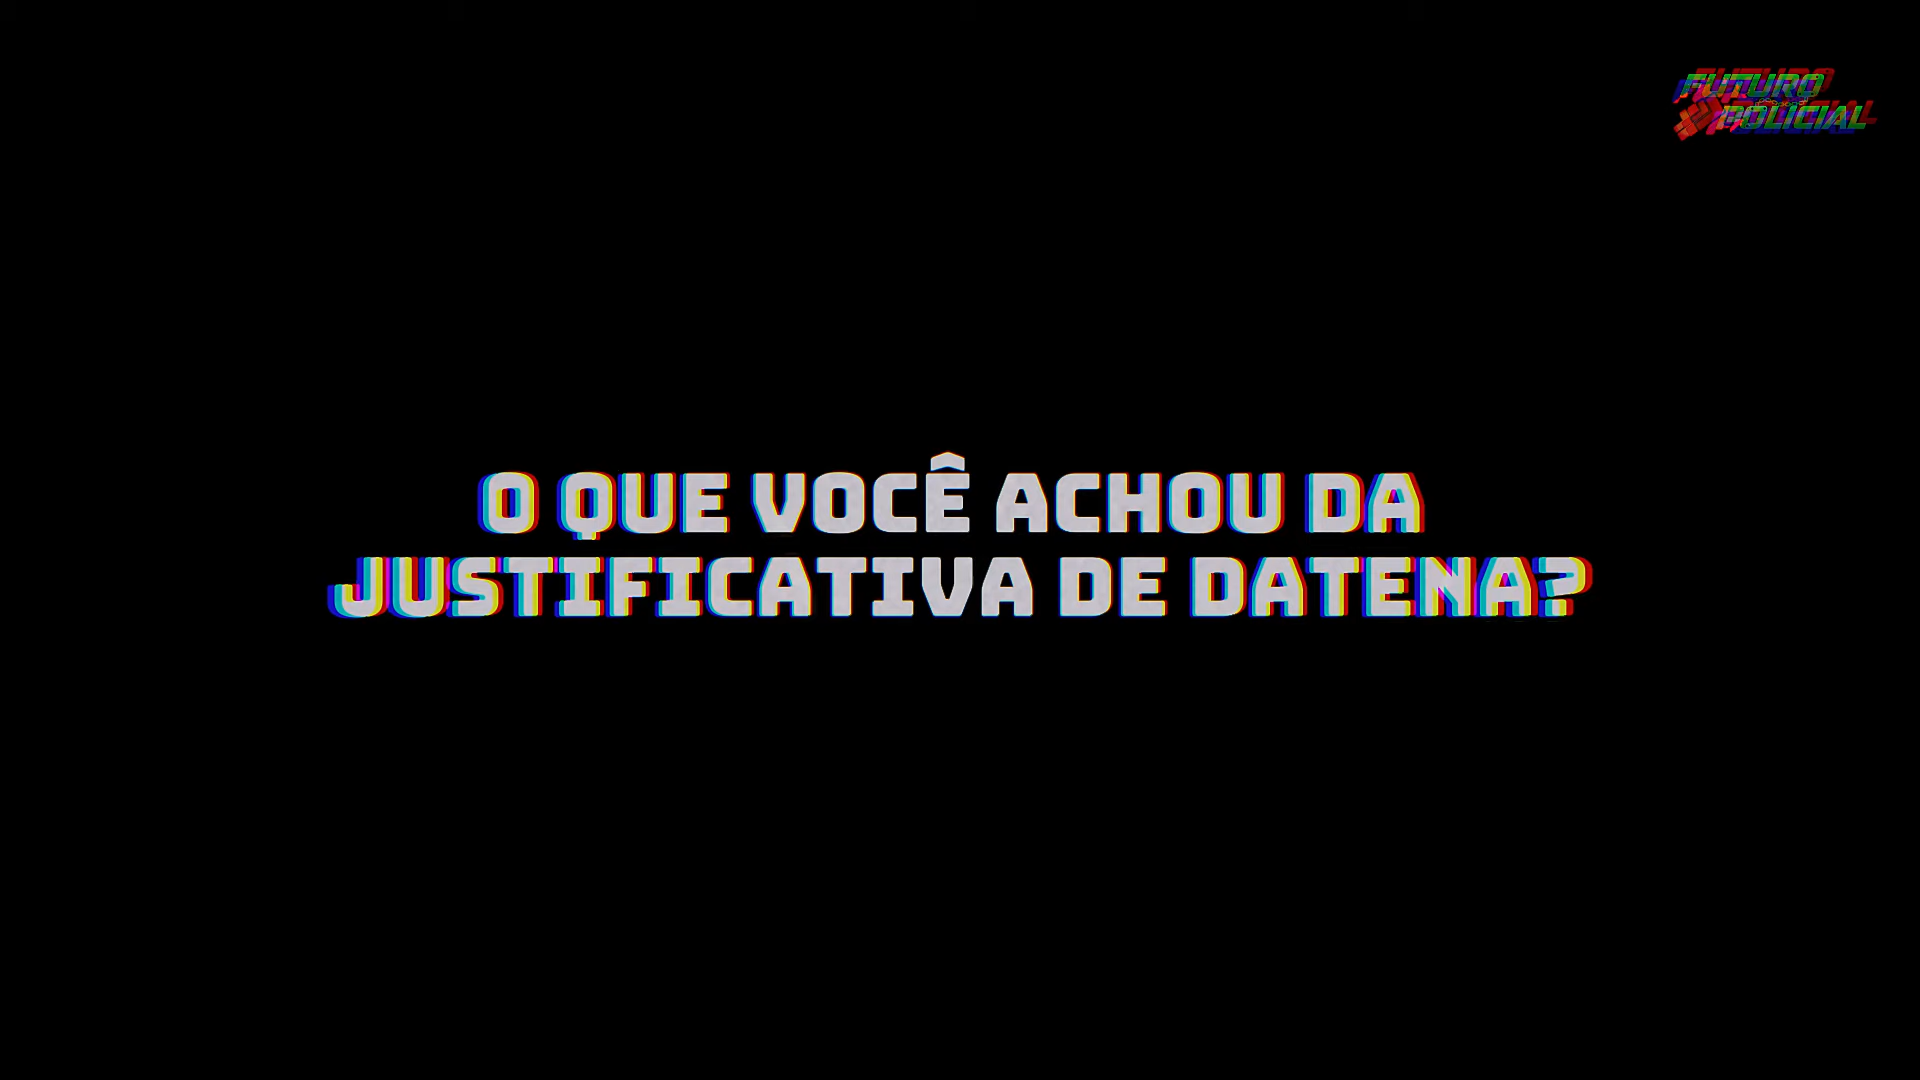 FUTURO
POLICIAL
O QUE VOCÊ ACHOU DA
JUSTIFICATIVA DE DATENA?